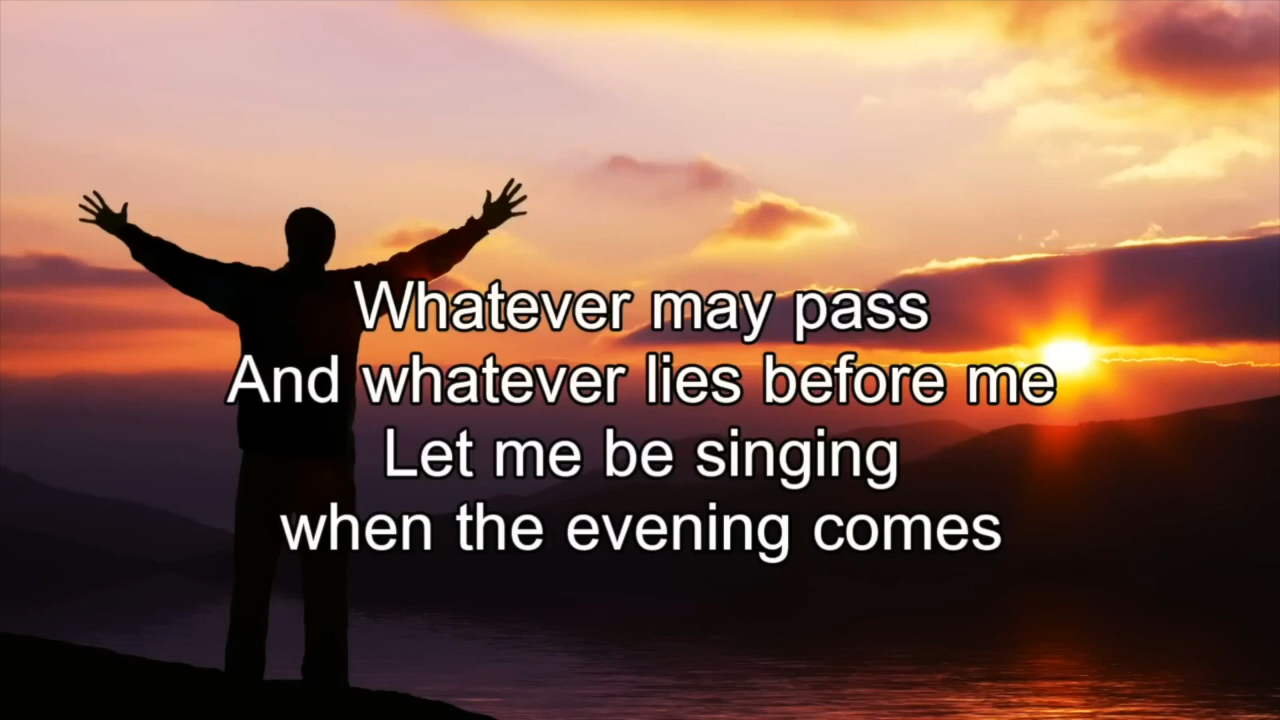 Whatever may pass
And whatever lies before me
Let me be singing
when the evening comes